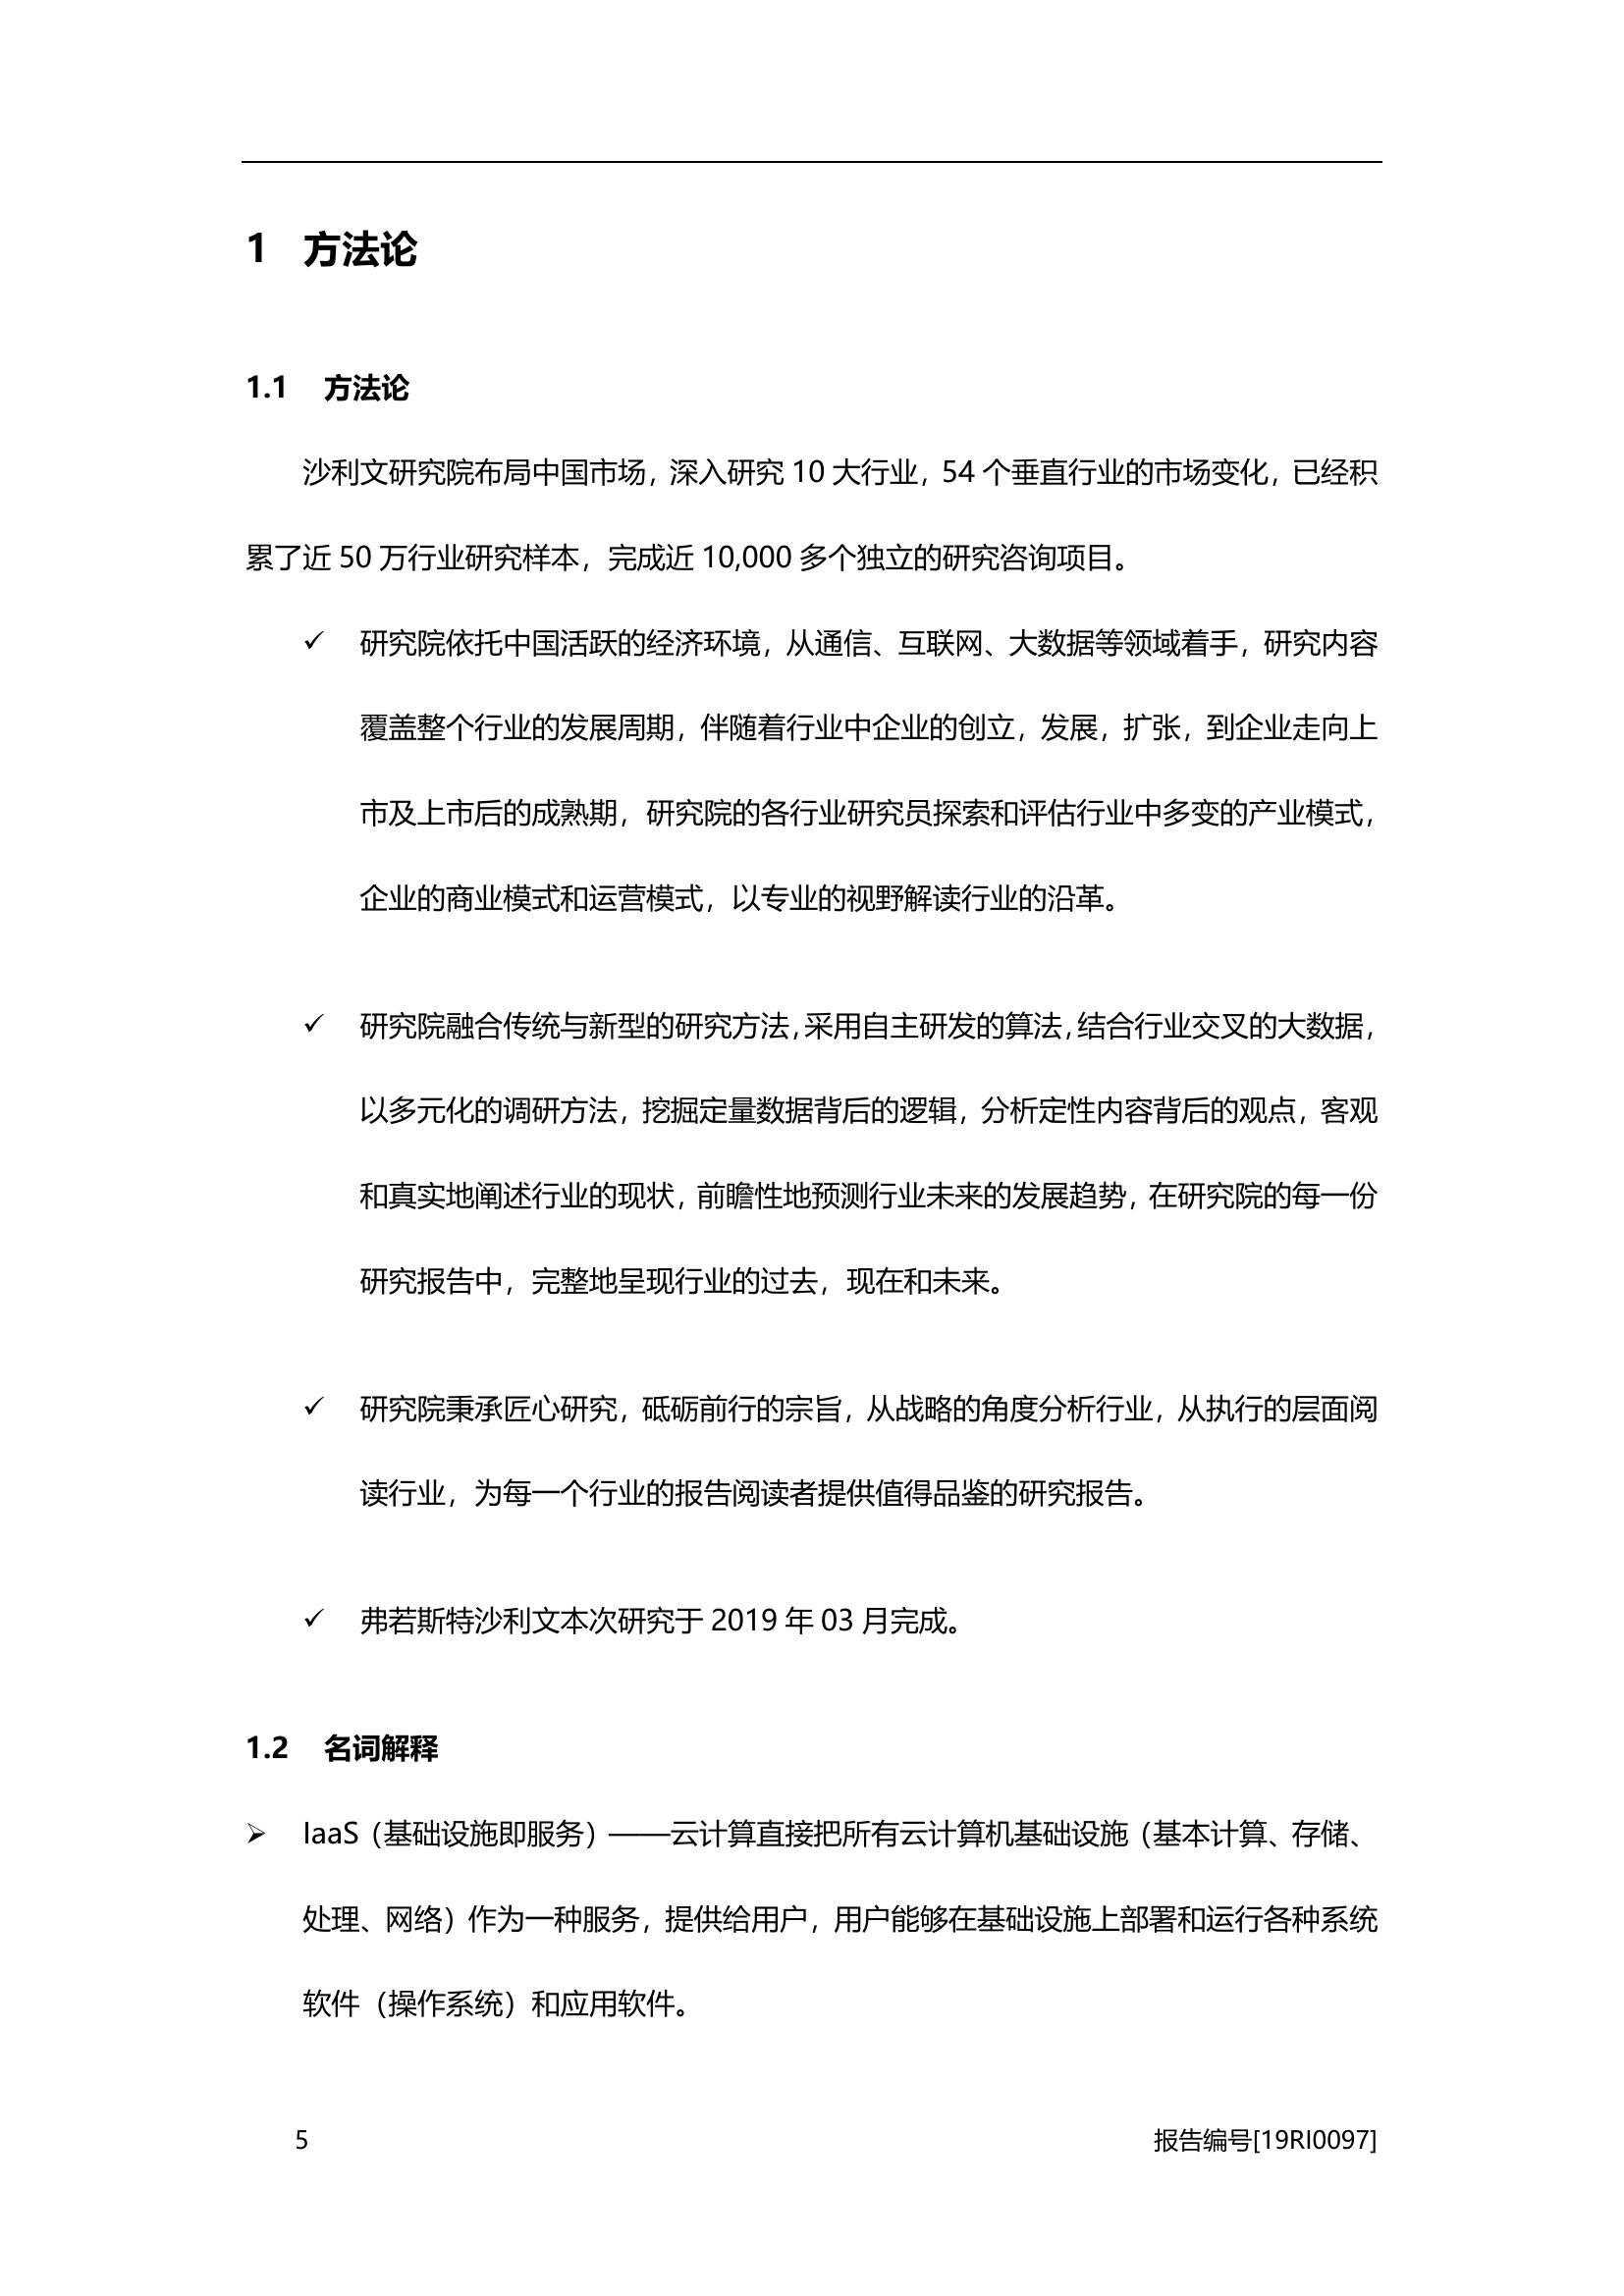 1 方法论
1.1 方法论
沙利文研究院布局中国市场，深入研究 10 大行业，54 个垂直行业的市场变化，已经积
累了近 50 万行业研究样本，完成近 10,000 多个独立的研究咨询项目。
✓ 研究院依托中国活跃的经济环境，从通信、互联网、大数据等领域着手，研究内容
覆盖整个行业的发展周期，伴随着行业中企业的创立，发展，扩张，到企业走向上
市及上市后的成熟期，研究院的各行业研究员探索和评估行业中多变的产业模式，
企业的商业模式和运营模式，以专业的视野解读行业的沿革。
✓ 研究院融合传统与新型的研究方法，采用自主研发的算法，结合行业交叉的大数据，
以多元化的调研方法，挖掘定量数据背后的逻辑，分析定性内容背后的观点，客观
和真实地阐述行业的现状，前瞻性地预测行业未来的发展趋势，在研究院的每一份
研究报告中，完整地呈现行业的过去，现在和未来。
✓ 研究院秉承匠心研究，砥砺前行的宗旨，从战略的角度分析行业，从执行的层面阅
读行业，为每一个行业的报告阅读者提供值得品鉴的研究报告。
✓ 弗若斯特沙利文本次研究于 2019 年 03 月完成。
1.2 名词解释
➢ IaaS（基础设施即服务）——云计算直接把所有云计算机基础设施（基本计算、存储、
处理、网络）作为一种服务，提供给用户，用户能够在基础设施上部署和运行各种系统
软件（操作系统）和应用软件。
5 报告编号[19RI0097]